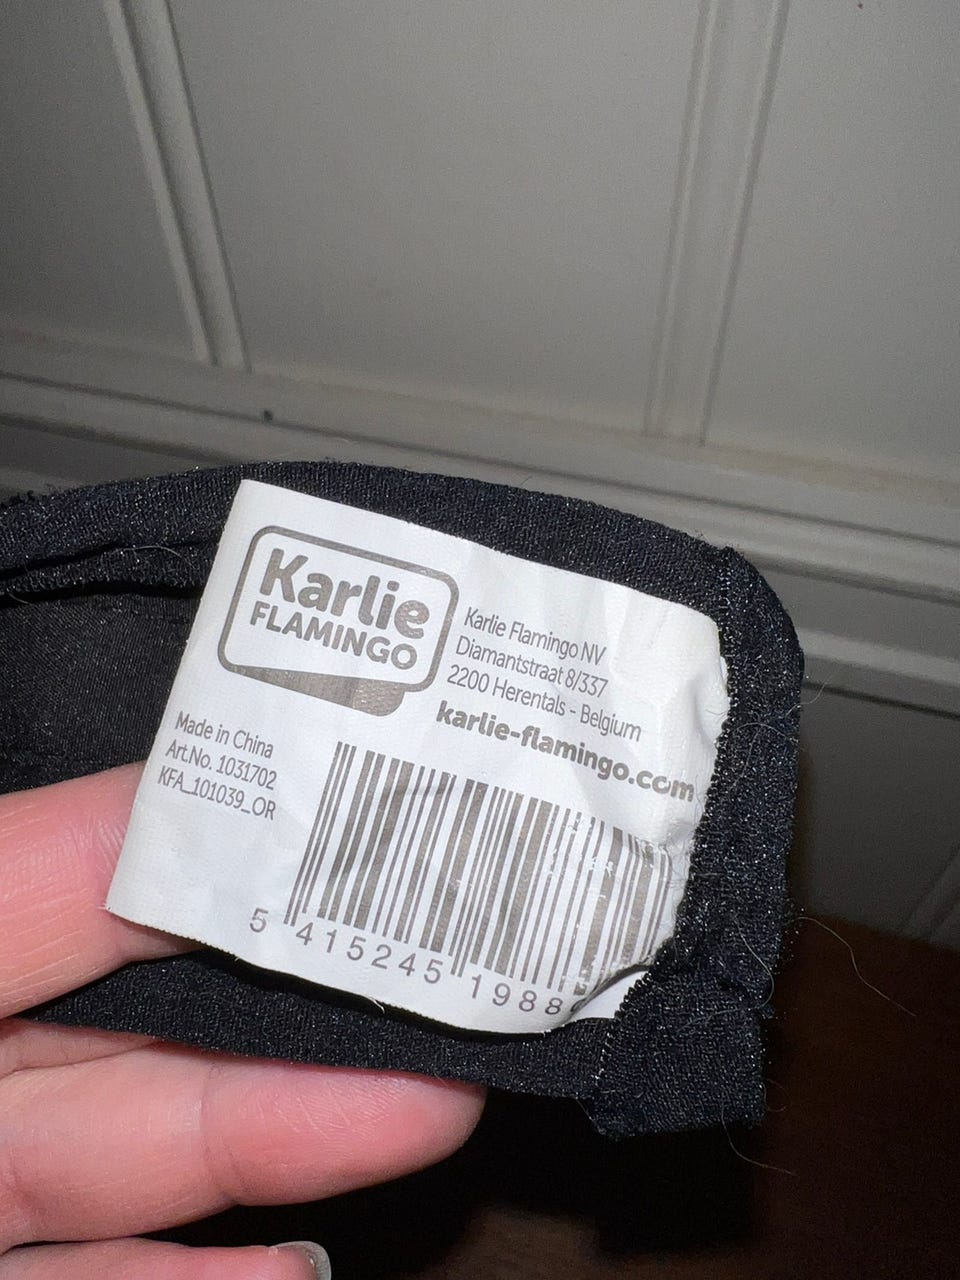 Karlie
FLAMINGO
Karlie Flamingo NV
Diamantstraat 8/337
2200 Herentals - Belgium
karlie-flamingo.com
Made in China
Art.No. 1031702
KFA_101039_OR
5 415245 1988